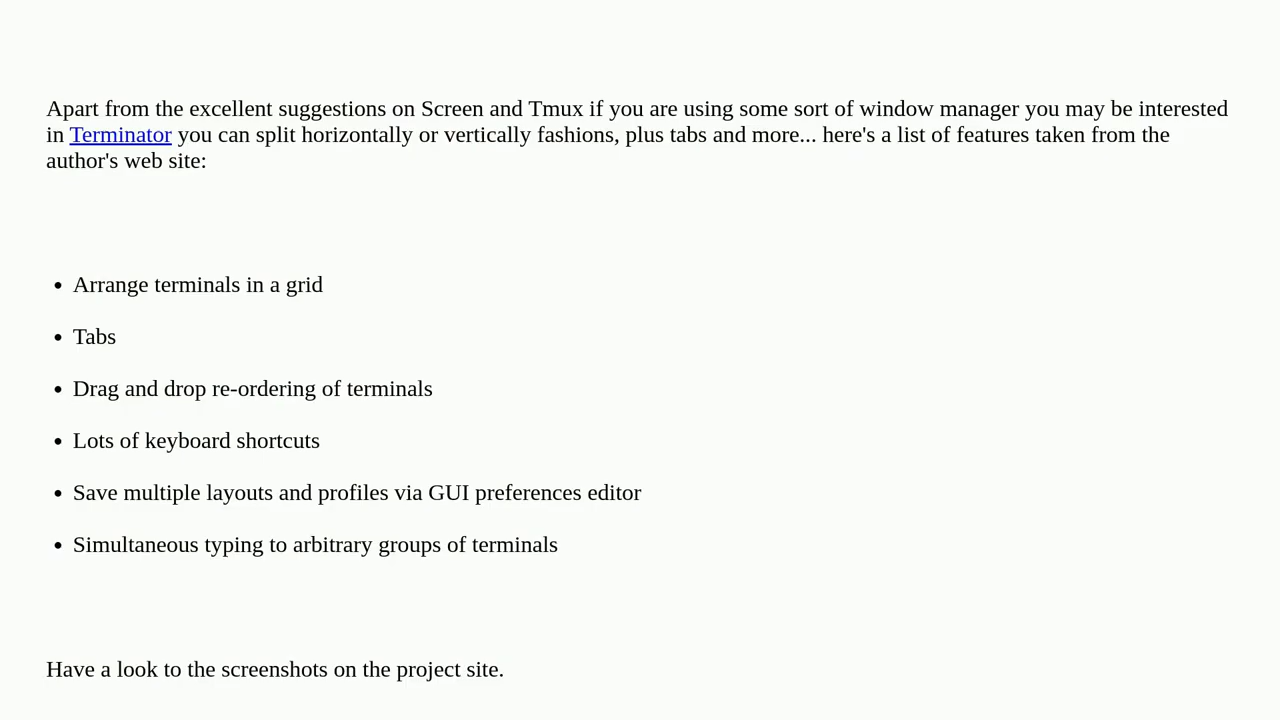 Apart from the excellent suggestions on Screen and Tmux if you are using some sort of window manager you may be interested
in Terminator you can split horizontally or vertically fashions, plus tabs and more... here's a list of features taken from the
author's web site:
• Arrange terminals in a grid
• Tabs
• Drag and drop re-ordering of terminals
• Lots of keyboard shortcuts
• Save multiple layouts and profiles via GUI preferences editor
• Simultaneous typing to arbitrary groups of terminals
Have a look to the screenshots on the project site.